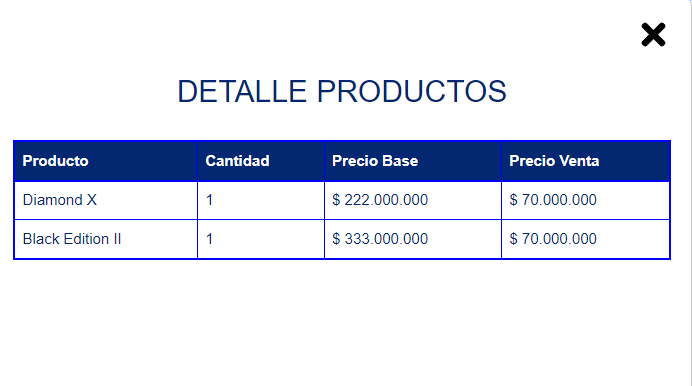 DETALLE PRODUCTOS
Producto Cantidad Precio Base Precio Venta
Diamond X 1 $ 222.000.000 $ 70.000.000
Black Edition II 1 $ 333.000.000 $ 70.000.000